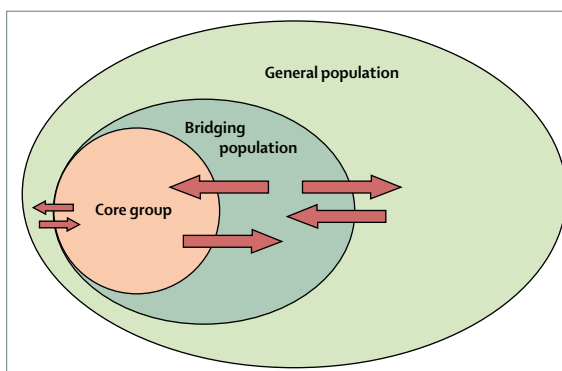 General population
Bridging
population
Core group